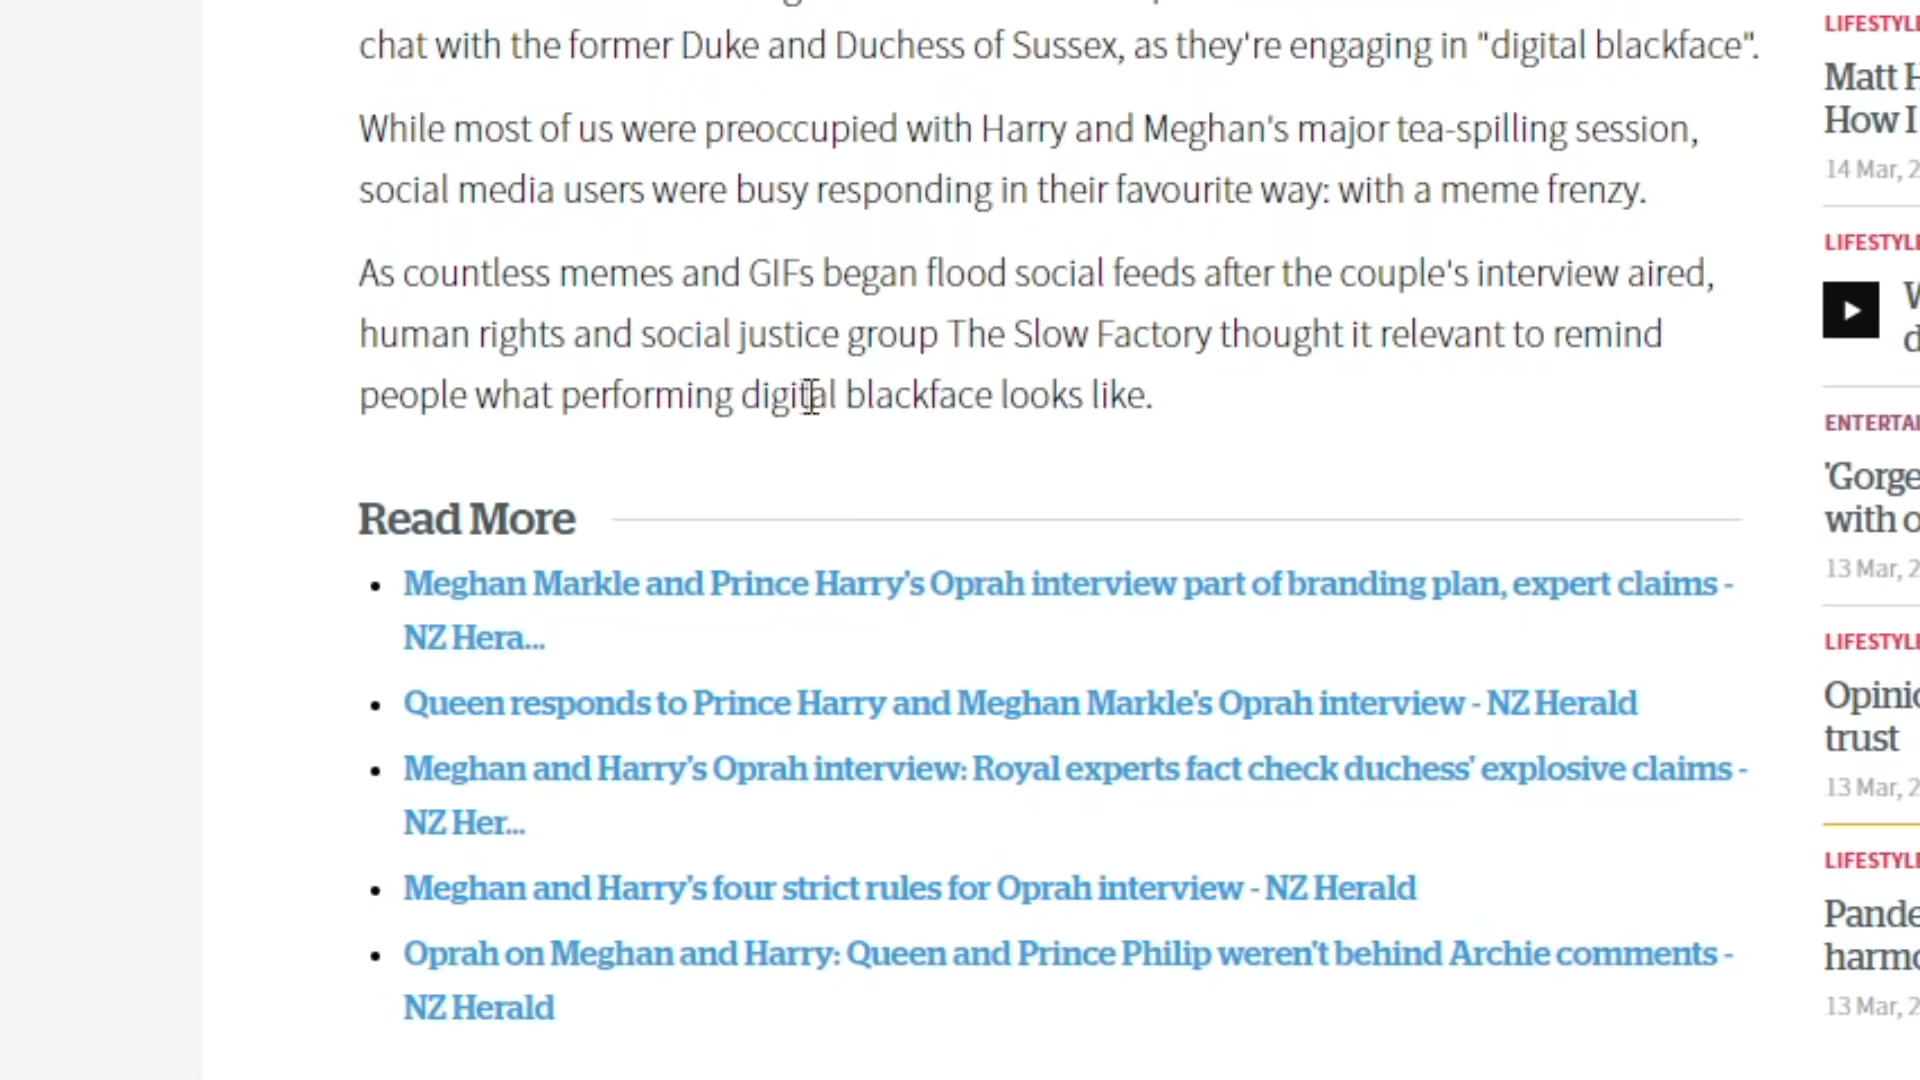 chat with the former Duke and Duchess of Sussex, as they're engaging in "digital blackface".
While most of us were preoccupied with Harry and Meghan's major tea-spilling session,
social media users were busy responding in their favourite way: with a meme frenzy.
As countless memes and GIFs began flood social feeds after the couple's interview aired,
human rights and social justice group The Slow Factory thought it relevant to remind
people what performing digital blackface looks like.
Read More
• Meghan Markle and Prince Harry's Oprah interview part of branding plan, expert claims -
NZ Hera...
• Queen responds to Prince Harry and Meghan Markle's Oprah interview - NZ Herald
• Meghan and Harry's Oprah interview: Royal experts fact check duchess' explosive claims -
NZ Her...
• Meghan and Harry's four strict rules for Oprah interview - NZ Herald
• Oprah on Meghan and Harry: Queen and Prince Philip weren't behind Archie comments -
NZ Herald
LIFESTYLE
Matt H
How I
14 Mar, 2
LIFESTYLE
ENTERTAI
'Gorge
with o
13 Mar, 2
LIFESTYLE
Opinio
trust
13 Mar, 2
LIFESTYLE
Pande
harmo
13 Mar, 2